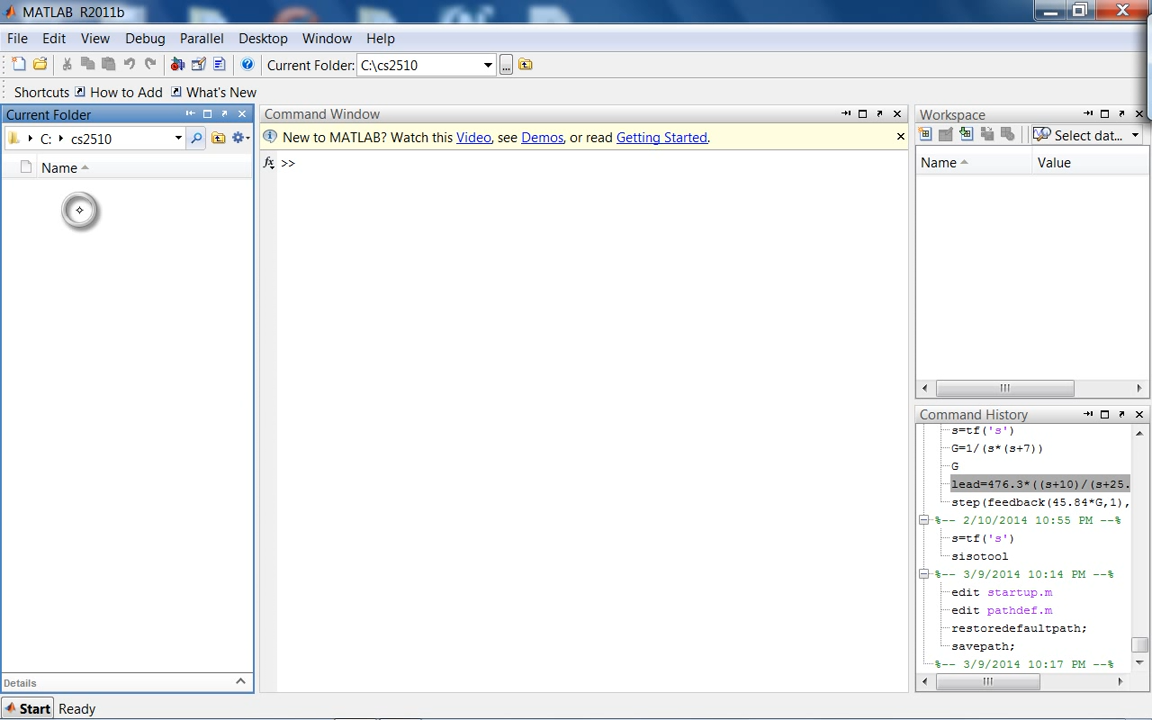 MATLAB R2011b
File Edit View Debug Parallel Desktop Window Help
Current Folder: C:\cs2510 ...
Shortcuts How to Add What's New
Current Folder
C: cs2510
Name
Details
Command Window
New to MATLAB? Watch this Video, see Demos, or read Getting Started.
fx >>
Workspace
Select dat...
Name Value
Command History
s=tf('s')
G=1/(s*(s+7))
G
lead=476.3*((s+10)/(s+25.
step(feedback(45.84*G,1),
%-- 2/10/2014 10:55 PM --%
s=tf('s')
sisotool
%-- 3/9/2014 10:14 PM --%
edit startup.m
edit pathdef.m
restoredefaultpath;
savepath;
%-- 3/9/2014 10:17 PM --%
Start Ready